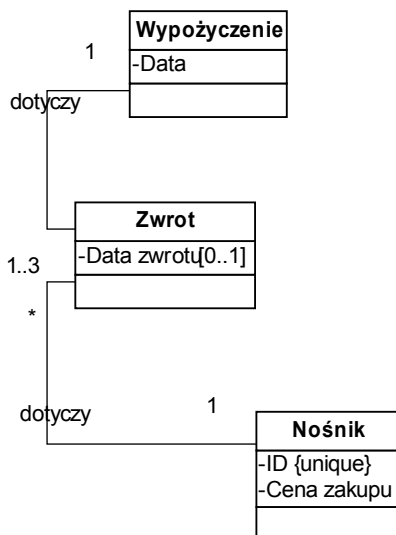 Wypożyczenie
1
-Data
dotyczy
Zwrot
-Data zwrotu[0..1]
1..3
*
dotyczy
1
Nośnik
-ID {unique}
-Cena zakupu